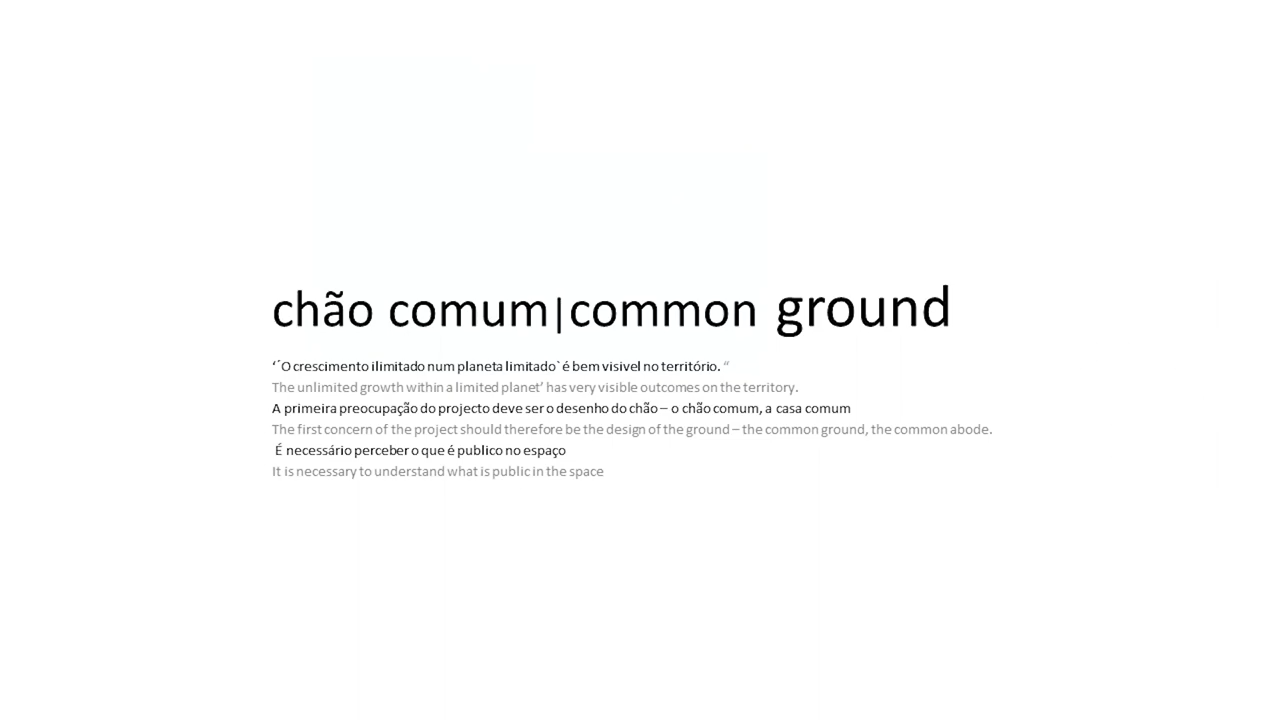 chão comum|common ground
‘´O crescimento ilimitado num planeta limitado` é bem visivel no território. “
The unlimited growth within a limited planet’ has very visible outcomes on the territory.
A primeira preocupação do projecto deve ser o desenho do chão – o chão comum, a casa comum
The first concern of the project should therefore be the design of the ground – the common ground, the common abode.
É necessário perceber o que é publico no espaço
It is necessary to understand what is public in the space